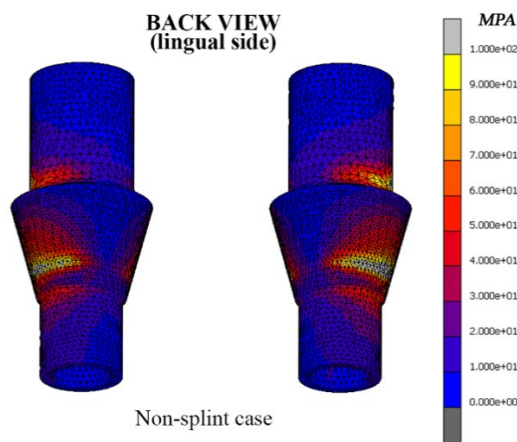 BACK VIEW
(lingual side)
MPA
1.000e+02
9.000e+01
8.000e+01
7.000e+01
6.000e+01
5.000e+01
4.000e+01
3.000e+01
2.000e+01
1.000e+01
0.000e+00
Non-splint case